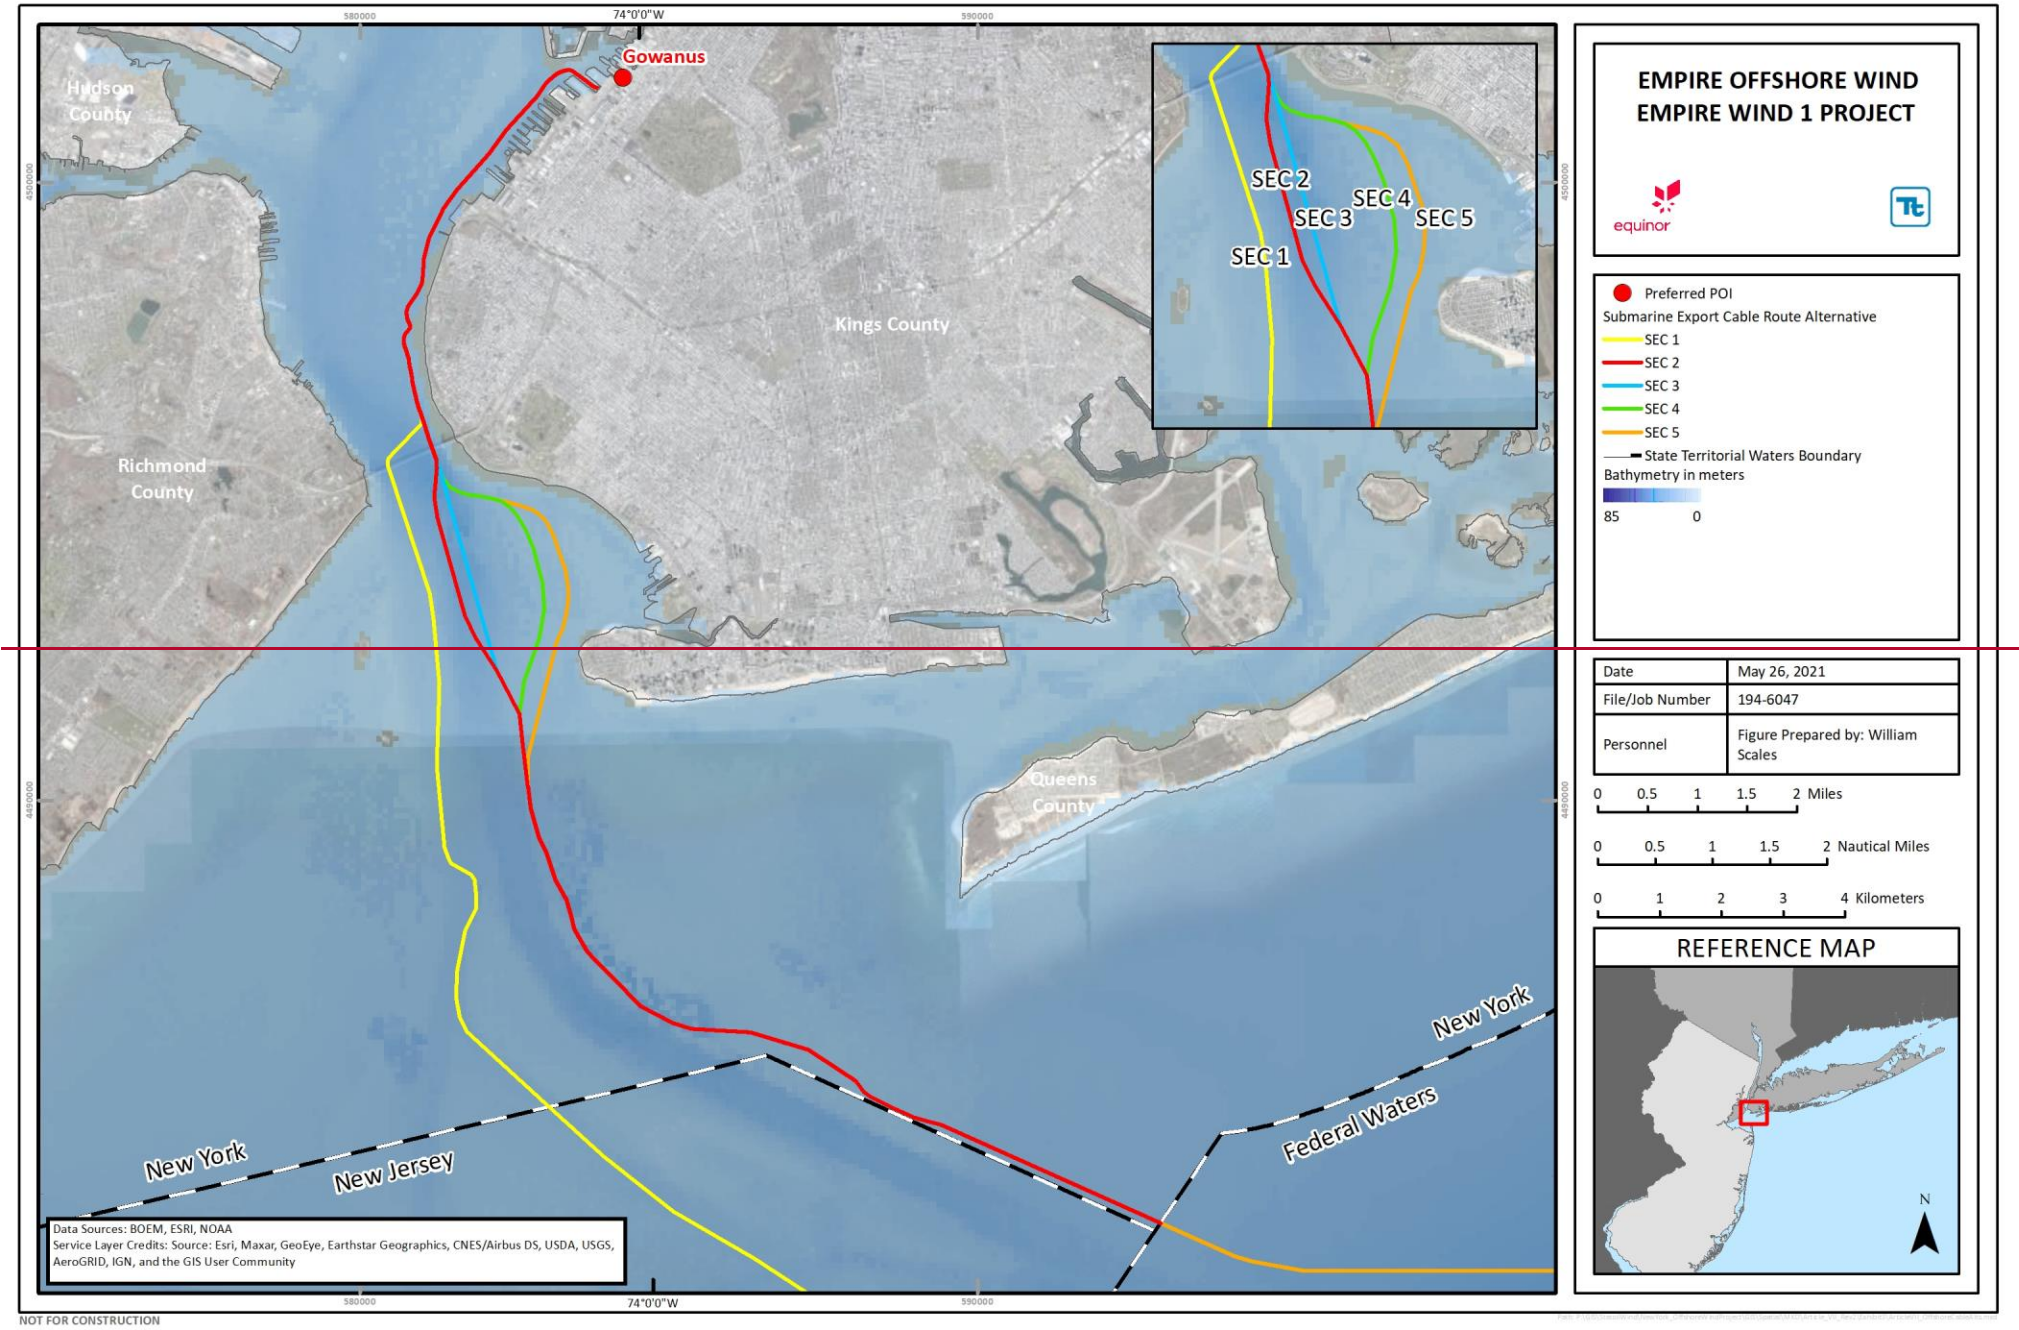 580000
74°0'0"W
590000
Gowanus
Hudson
County
4500000
4500000
Kings County
Richmond
County
SEC 2
SEC 4
SEC 3
SEC 5
SEC 1
4490000
4490000
Queens
County
New York
Federal Waters
New York
New Jersey
Data Sources: BOEM, ESRI, NOAA
Service Layer Credits: Source: Esri, Maxar, GeoEye, Earthstar Geographics, CNES/Airbus DS, USDA, USGS,
AeroGRID, IGN, and the GIS User Community
580000
74°0'0"W
590000
NOT FOR CONSTRUCTION
EMPIRE OFFSHORE WIND
EMPIRE WIND 1 PROJECT
equinor
Tt
Preferred POI
Submarine Export Cable Route Alternative
SEC 1
SEC 2
SEC 3
SEC 4
SEC 5
State Territorial Waters Boundary
Bathymetry in meters
85 0
Date May 26, 2021
File/Job Number 194-6047
Personnel Figure Prepared by: William
Scales
0 0.5 1 1.5 2 Miles
0 0.5 1 1.5 2 Nautical Miles
0 1 2 3 4 Kilometers
REFERENCE MAP
N